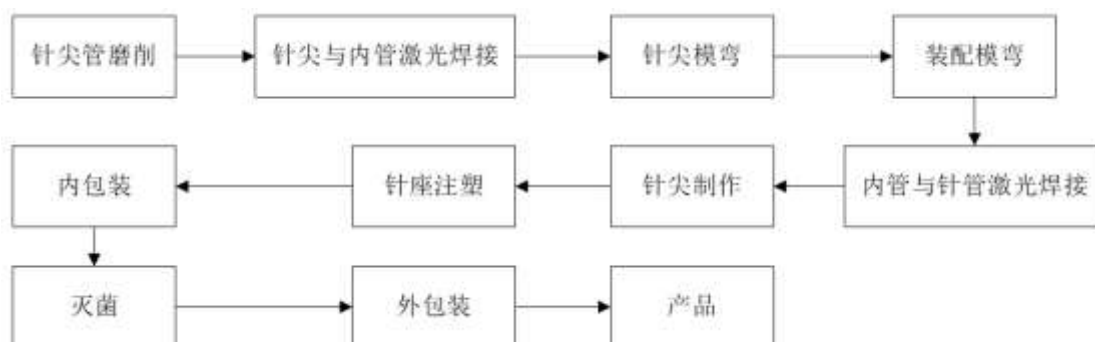 针尖管磨削
针尖与内管激光焊接
针尖模弯
装配模弯
内管与针管激光焊接
针尖制作
针座注塑
内包装
灭菌
外包装
产品